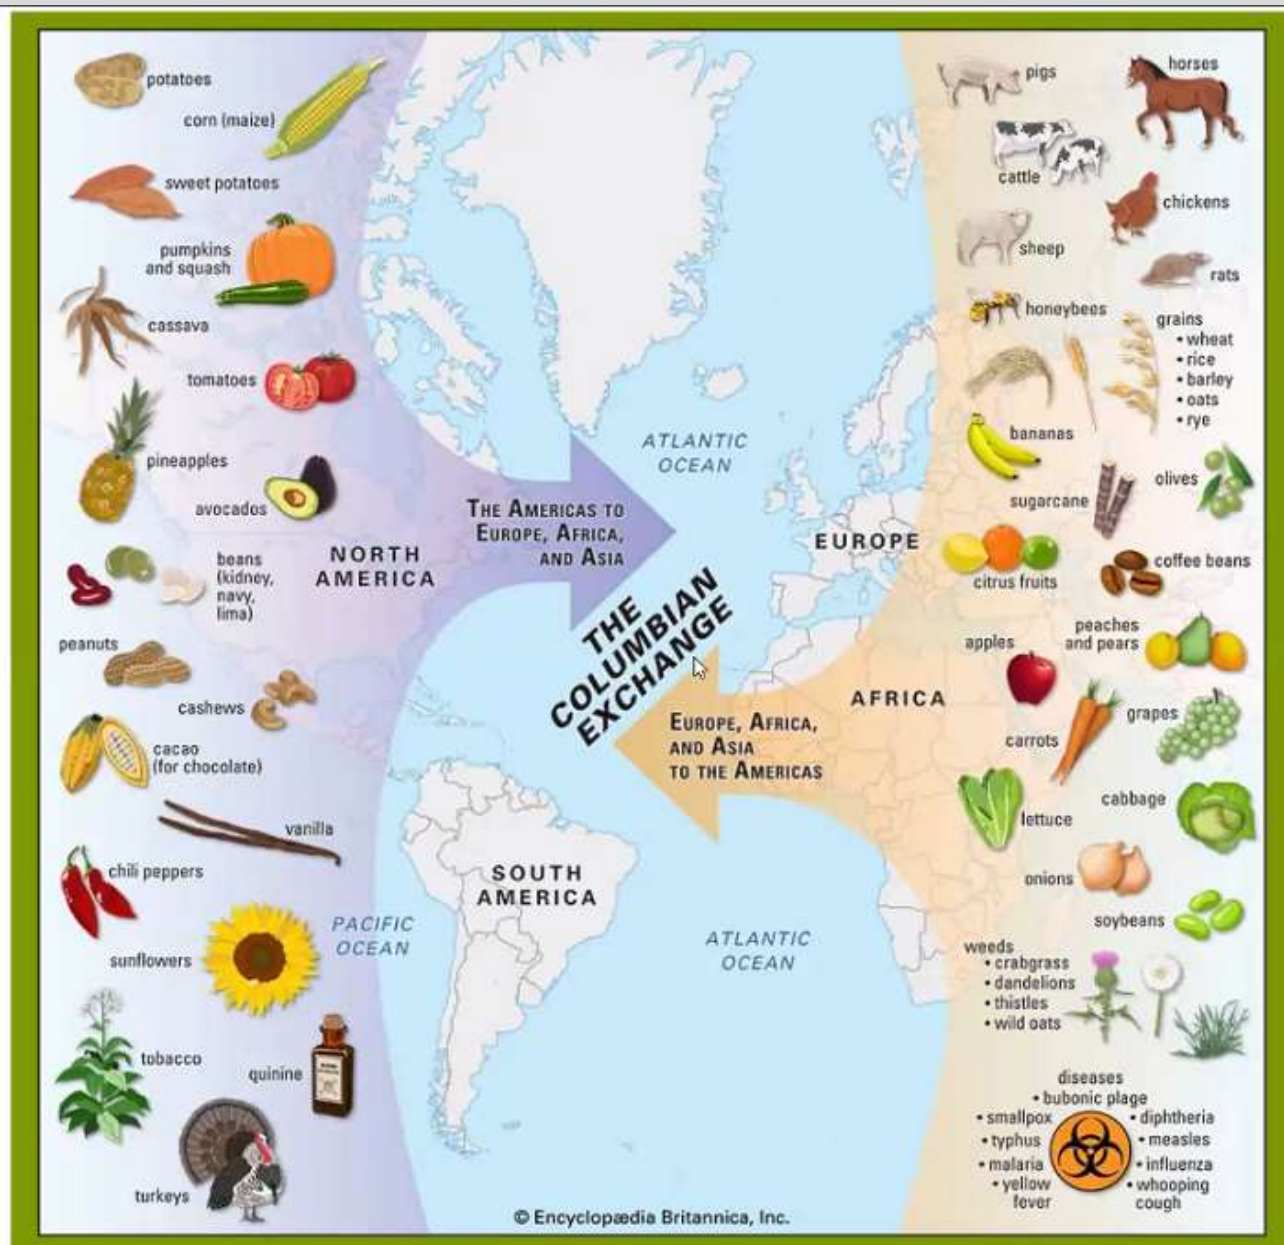 potatoes
corn (maize)
sweet potatoes
pumpkins
and squash
cassava
tomatoes
pineapples
avocados
beans
(kidney,
navy,
lima)
peanuts
cashews
cacao
(for chocolate)
vanilla
chili peppers
sunflowers
tobacco
quinine
turkeys
NORTH
AMERICA
THE AMERICAS TO
EUROPE, AFRICA,
AND ASIA
ATLANTIC
OCEAN
THE
COLUMBIAN
EXCHANGE
EUROPE
AFRICA
EUROPE, AFRICA,
AND ASIA
TO THE AMERICAS
SOUTH
AMERICA
PACIFIC
OCEAN
ATLANTIC
OCEAN
pigs
horses
cattle
chickens
sheep
rats
honeybees
grains
• wheat
• rice
• barley
• oats
• rye
bananas
olives
sugarcane
coffee beans
citrus fruits
peaches
and pears
apples
grapes
carrots
cabbage
lettuce
onions
soybeans
weeds
• crabgrass
• dandelions
• thistles
• wild oats
diseases
• bubonic plage
• smallpox
• typhus
• malaria
• yellow
fever
• diphtheria
• measles
• influenza
• whooping
cough
© Encyclopædia Britannica, Inc.